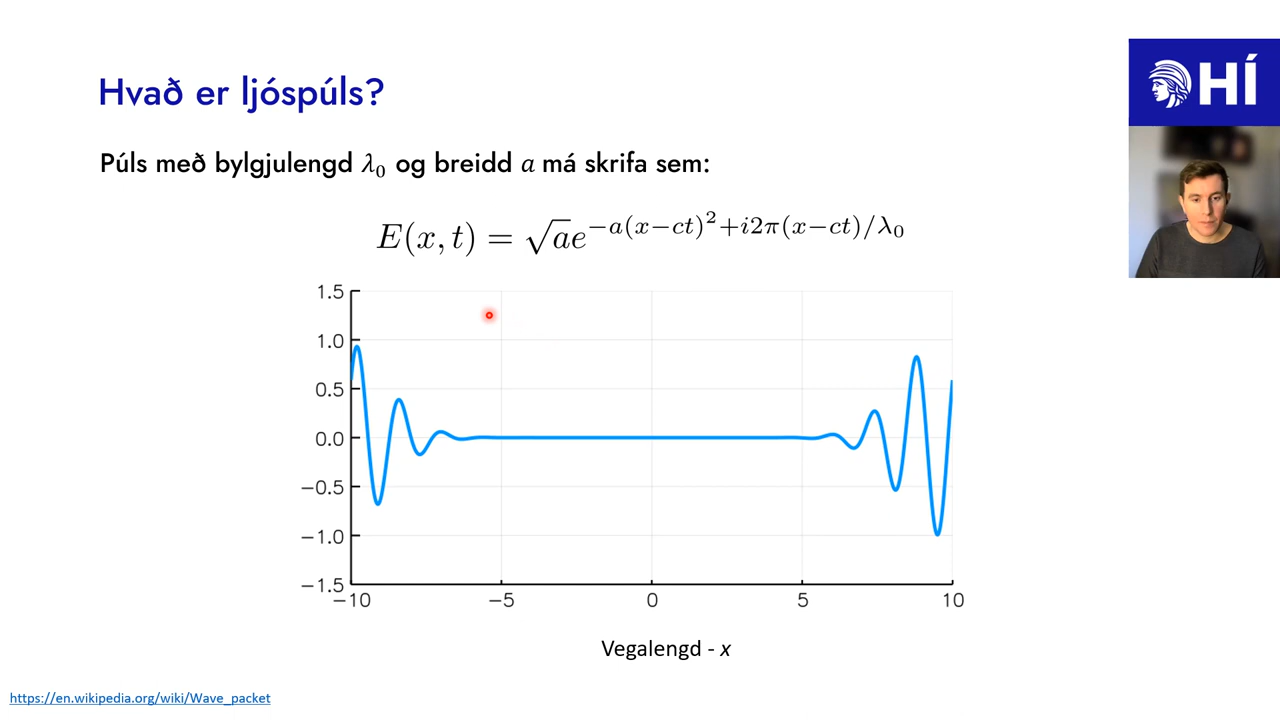 Hvað er ljóspúls?
HÍ
Púls með bylgjulengd λ₀ og breidd a má skrifa sem:
E(x, t) = √a e^{−a(x−ct)²+i2π(x−ct)/λ₀}
1.5
1.0
0.5
0.0
−0.5
−1.0
−1.5
−10 −5 0 5 10
Vegalengd - x
https://en.wikipedia.org/wiki/Wave_packet